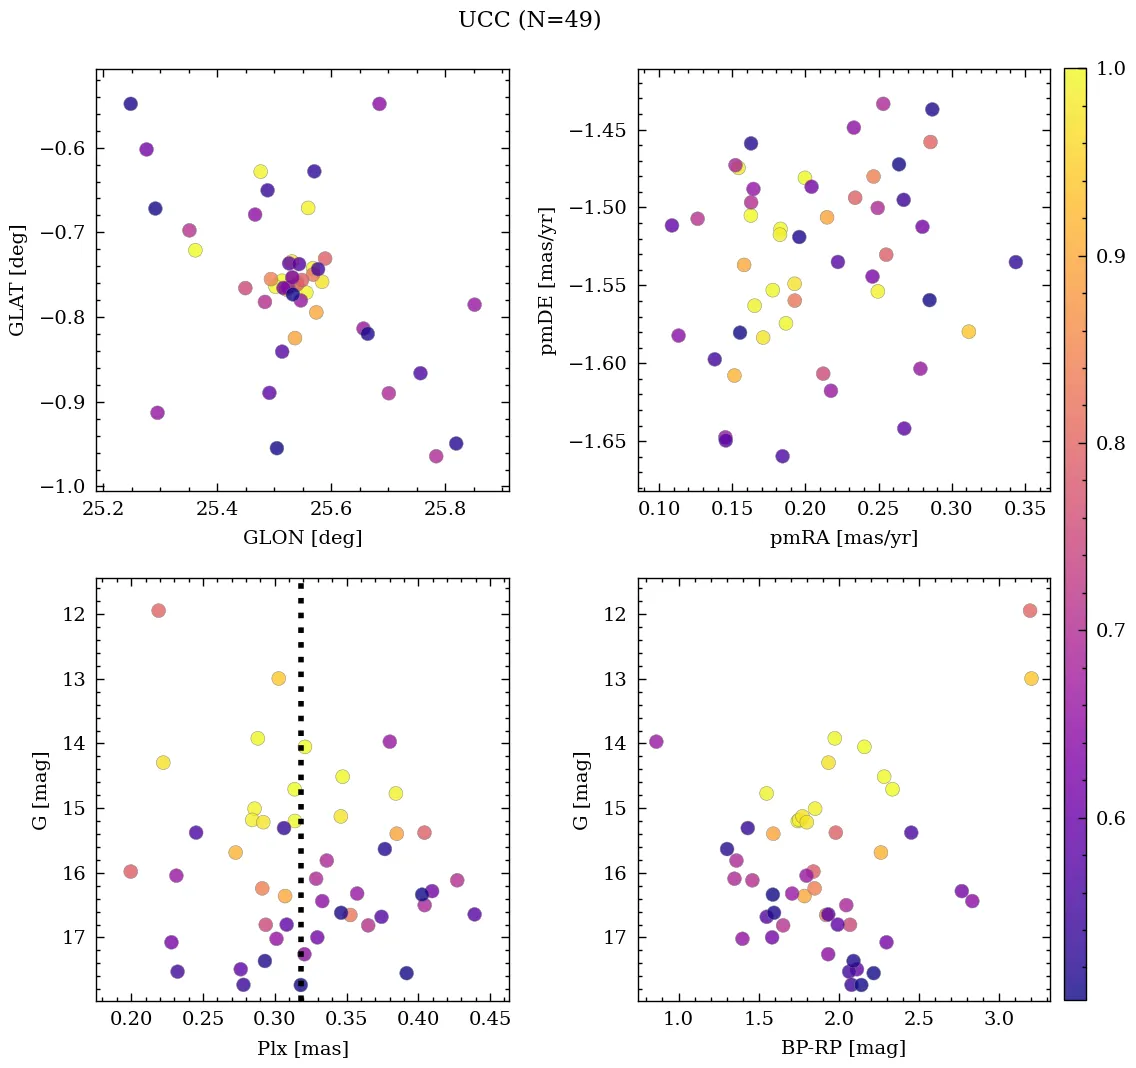 UCC (N=49)
−0.6
−0.7
−0.8
−0.9
−1.0
GLAT [deg]
25.2 25.4 25.6 25.8
GLON [deg]
−1.45
−1.50
−1.55
−1.60
−1.65
pmDE [mas/yr]
0.10 0.15 0.20 0.25 0.30 0.35
pmRA [mas/yr]
12
13
14
15
16
17
G [mag]
0.20 0.25 0.30 0.35 0.40 0.45
Plx [mas]
12
13
14
15
16
17
G [mag]
1.0 1.5 2.0 2.5 3.0
BP-RP [mag]
1.0
0.9
0.8
0.7
0.6